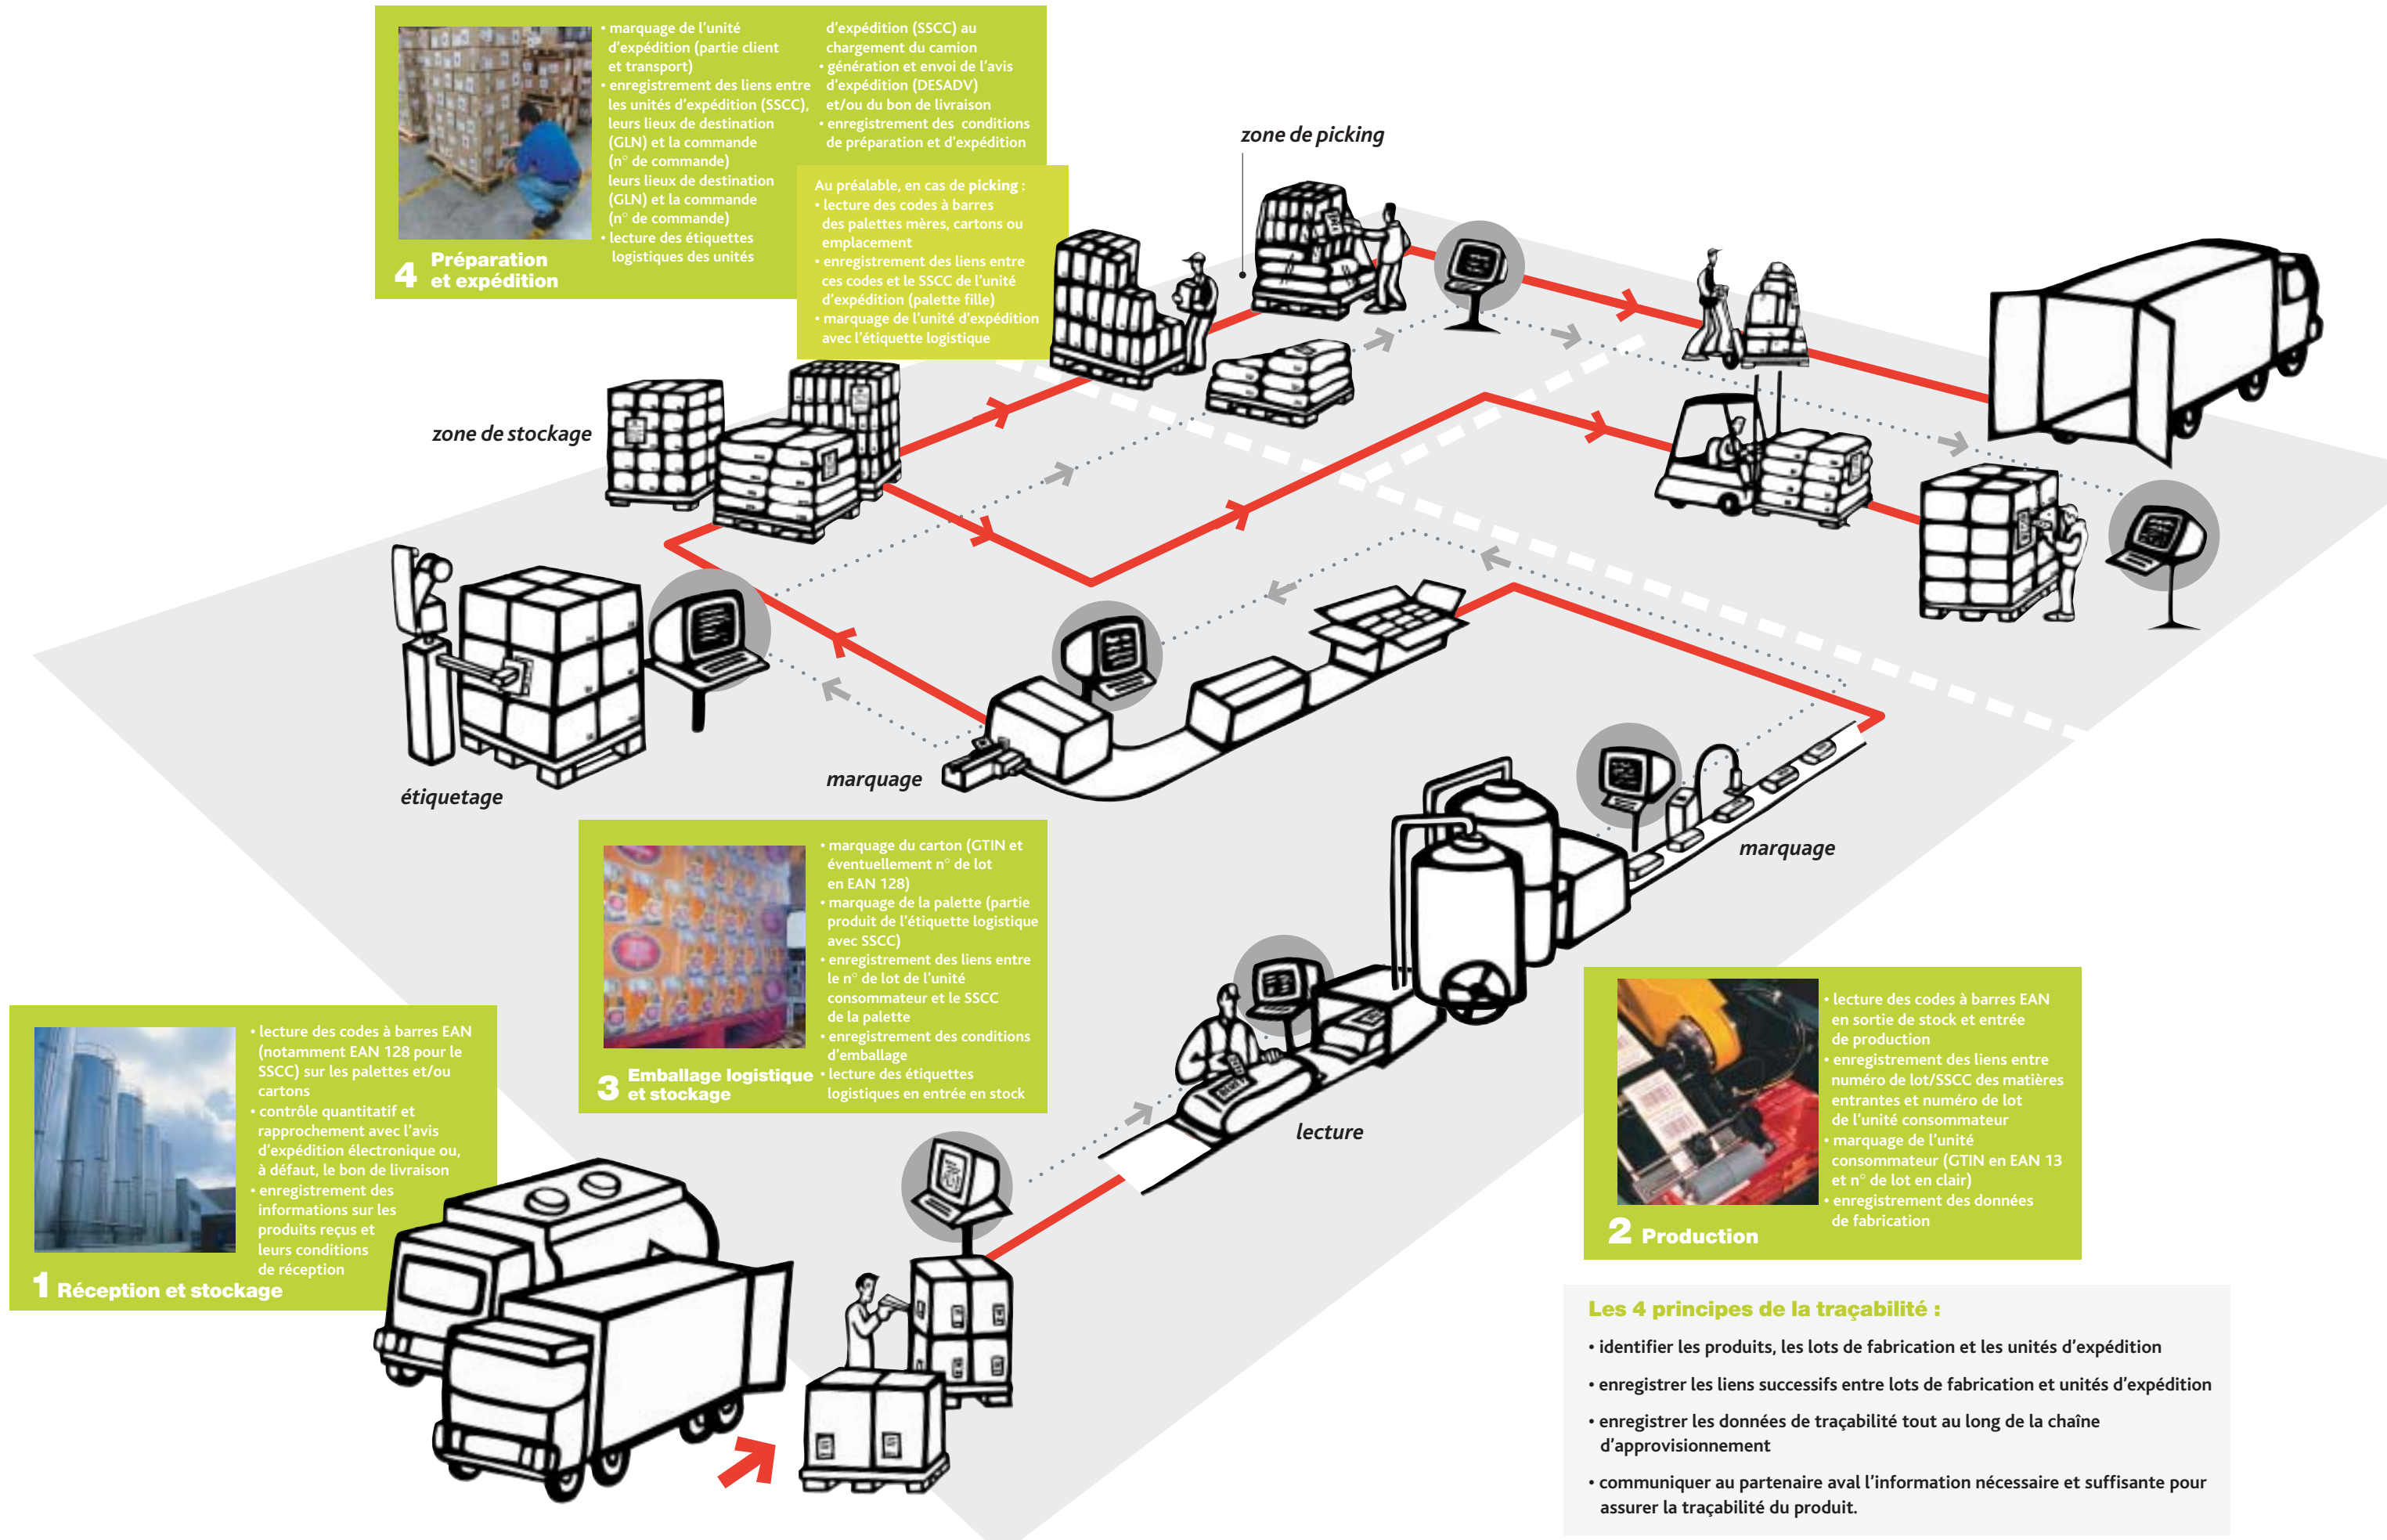 • marquage de l'unité
d'expédition (partie client
et transport)
• enregistrement des liens entre
les unités d'expédition (SSCC),
leurs lieux de destination
(GLN) et la commande
(n° de commande)
leurs lieux de destination
(GLN) et la commande
(n° de commande)
• lecture des étiquettes
logistiques des unités
d'expédition (SSCC) au
chargement du camion
• génération et envoi de l'avis
d'expédition (DESADV)
et/ou du bon de livraison
• enregistrement des conditions
de préparation et d'expédition
4 Préparation
et expédition
Au préalable, en cas de picking :
• lecture des codes à barres
des palettes mères, cartons ou
emplacement
• enregistrement des liens entre
ces codes et le SSCC de l'unité
d'expédition (palette fille)
• marquage de l'unité d'expédition
avec l'étiquette logistique
zone de picking
zone de stockage
étiquetage
marquage
marquage
lecture
• marquage du carton (GTIN et
éventuellement n° de lot
en EAN 128)
• marquage de la palette (partie
produit de l'étiquette logistique
avec SSCC)
• enregistrement des liens entre
le n° de lot de l'unité
consommateur et le SSCC
de la palette
• enregistrement des conditions
d'emballage
• lecture des étiquettes
logistiques en entrée en stock
3 Emballage logistique
et stockage
• lecture des codes à barres EAN
(notamment EAN 128 pour le
SSCC) sur les palettes et/ou
cartons
• contrôle quantitatif et
rapprochement avec l'avis
d'expédition électronique ou,
à défaut, le bon de livraison
• enregistrement des
informations sur les
produits reçus et
leurs conditions
de réception
1 Réception et stockage
• lecture des codes à barres EAN
en sortie de stock et entrée
de production
• enregistrement des liens entre
numéro de lot/SSCC des matières
entrantes et numéro de lot
de l'unité consommateur
• marquage de l'unité
consommateur (GTIN en EAN 13
et n° de lot en clair)
• enregistrement des données
de fabrication
2 Production
Les 4 principes de la traçabilité :
• identifier les produits, les lots de fabrication et les unités d'expédition
• enregistrer les liens successifs entre lots de fabrication et unités d'expédition
• enregistrer les données de traçabilité tout au long de la chaîne
d'approvisionnement
• communiquer au partenaire aval l'information nécessaire et suffisante pour
assurer la traçabilité du produit.